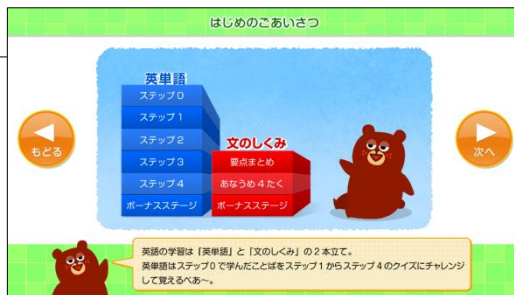 はじめのごあいさつ
英単語
ステップ0
ステップ1
ステップ2
ステップ3
ステップ4
ボーナスステージ
文のしくみ
要点まとめ
あなうめ4たく
ボーナスステージ
もどる
次へ
英語の学習は「英単語」と「文のしくみ」の2本立て。
英単語はステップ0で学んだことばをステップ1からステップ4のクイズにチャレンジ
して覚えるべあ〜。